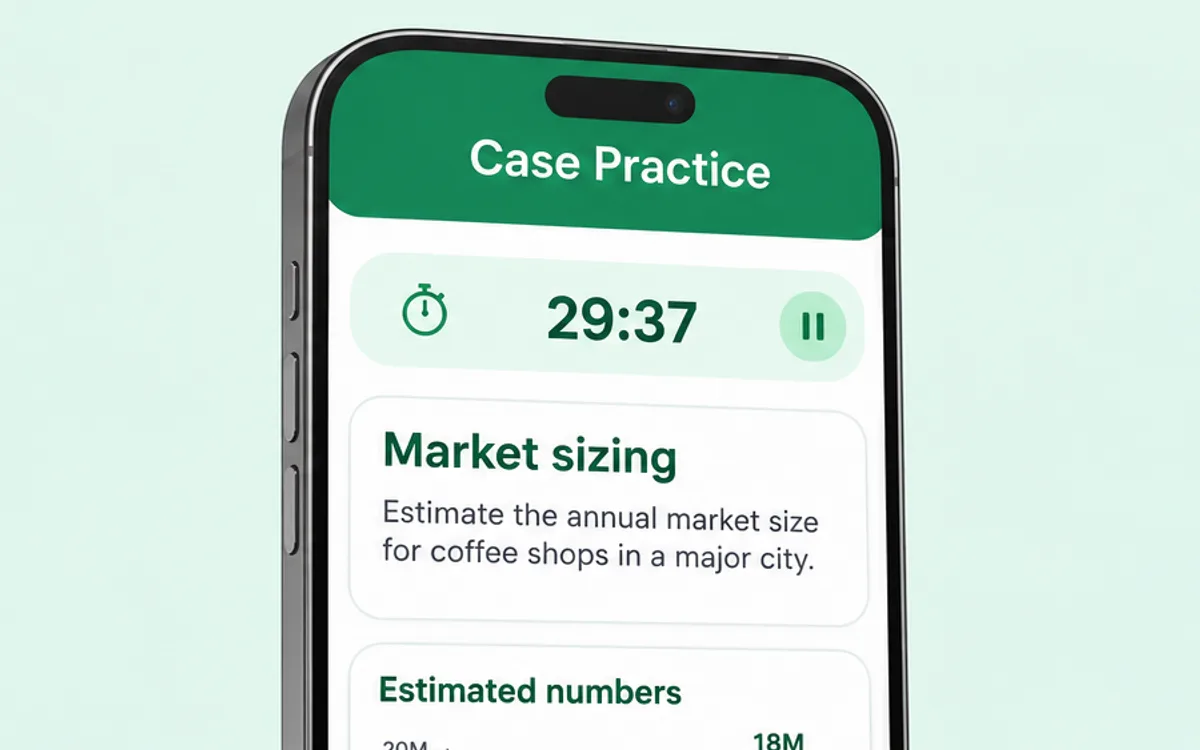 Case Practice
29:37
Market sizing
Estimate the annual market size
for coffee shops in a major city.
Estimated numbers
20M
18M